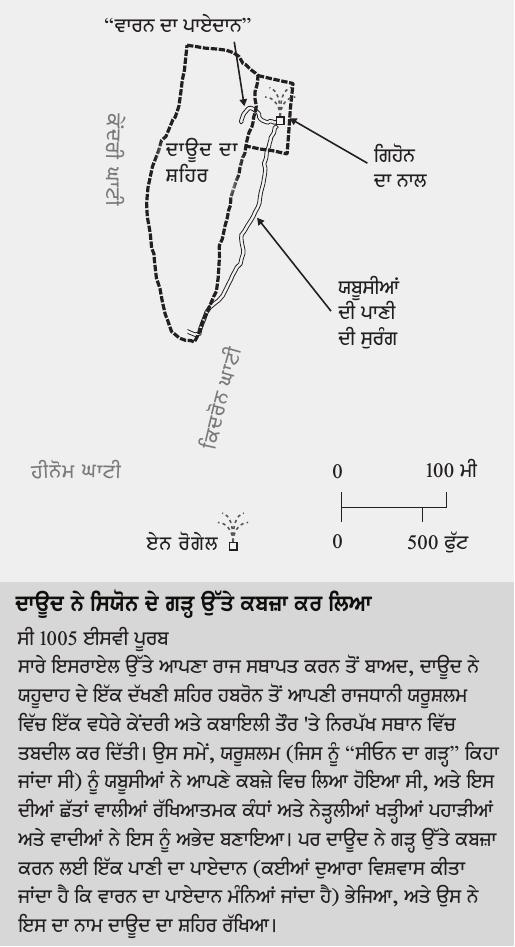 “ਵਾਰਨ ਦਾ ਪਾਏਦਾਨ”
ਕੇਂਦਰੀ ਘਾਟੀ
ਦਾਊਦ ਦਾ
ਸ਼ਹਿਰ
ਗਿਹੋਨ
ਦਾ ਨਾਲ
ਯਬੂਸੀਆਂ
ਦੀ ਪਾਣੀ
ਦੀ ਸੁਰੰਗ
ਕਿਦਰੋਨ ਘਾਟੀ
ਹੀਨੋਮ ਘਾਟੀ
0 100 ਮੀ
0 500 ਫੁੱਟ
ਏਨ ਰੋਗੇਲ
ਦਾਊਦ ਨੇ ਸਿਯੋਨ ਦੇ ਗੜ੍ਹ ਉੱਤੇ ਕਬਜ਼ਾ ਕਰ ਲਿਆ
ਸੀ 1005 ਈਸਵੀ ਪੂਰਬ
ਸਾਰੇ ਇਸਰਾਏਲ ਉੱਤੇ ਆਪਣਾ ਰਾਜ ਸਥਾਪਤ ਕਰਨ ਤੋਂ ਬਾਅਦ, ਦਾਊਦ ਨੇ
ਯਹੂਦਾਹ ਦੇ ਇੱਕ ਦੱਖਣੀ ਸ਼ਹਿਰ ਹਬਰੋਨ ਤੋਂ ਆਪਣੀ ਰਾਜਧਾਨੀ ਯਰੂਸ਼ਲਮ
ਵਿੱਚ ਇੱਕ ਵਧੇਰੇ ਕੇਂਦਰੀ ਅਤੇ ਕਬਾਇਲੀ ਤੌਰ 'ਤੇ ਨਿਰਪੱਖ ਸਥਾਨ ਵਿੱਚ
ਤਬਦੀਲ ਕਰ ਦਿੱਤੀ। ਉਸ ਸਮੇਂ, ਯਰੂਸ਼ਲਮ (ਜਿਸ ਨੂੰ “ਸੀਓਨ ਦਾ ਗੜ੍ਹ” ਕਿਹਾ
ਜਾਂਦਾ ਸੀ) ਨੂੰ ਯਬੂਸੀਆਂ ਨੇ ਆਪਣੇ ਕਬਜ਼ੇ ਵਿਚ ਲਿਆ ਹੋਇਆ ਸੀ, ਅਤੇ ਇਸ
ਦੀਆਂ ਛੱਤਾਂ ਵਾਲੀਆਂ ਰੱਖਿਆਤਮਕ ਕੰਧਾਂ ਅਤੇ ਨੇੜ੍ਹਲੀਆਂ ਖੜ੍ਹੀਆਂ ਪਹਾੜੀਆਂ
ਅਤੇ ਵਾਦੀਆਂ ਨੇ ਇਸ ਨੂੰ ਅਭੇਦ ਬਣਾਇਆ। ਪਰ ਦਾਊਦ ਨੇ ਗੜ੍ਹ ਉੱਤੇ ਕਬਜ਼ਾ
ਕਰਨ ਲਈ ਇੱਕ ਪਾਣੀ ਦਾ ਪਾਏਦਾਨ (ਕਈਆਂ ਦੁਆਰਾ ਵਿਸ਼ਵਾਸ ਕੀਤਾ
ਜਾਂਦਾ ਹੈ ਕਿ ਵਾਰਨ ਦਾ ਪਾਏਦਾਨ ਮੰਨਿਆਂ ਜਾਂਦਾ ਹੈ) ਭੇਜਿਆ, ਅਤੇ ਉਸ ਨੇ
ਇਸ ਦਾ ਨਾਮ ਦਾਊਦ ਦਾ ਸ਼ਹਿਰ ਰੱਖਿਆ।